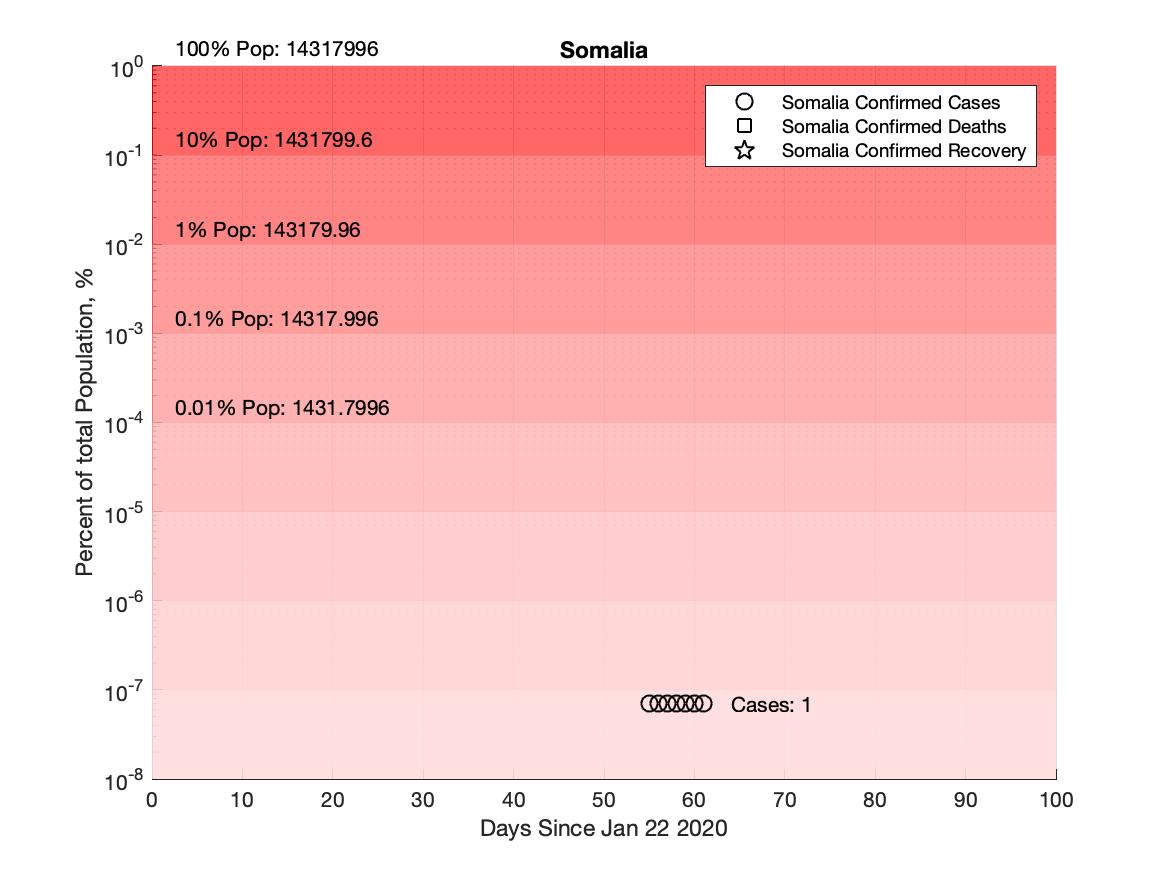 Somalia
100% Pop: 14317996
10% Pop: 1431799.6
1% Pop: 143179.96
0.1% Pop: 14317.996
0.01% Pop: 1431.7996
Somalia Confirmed Cases
Somalia Confirmed Deaths
Somalia Confirmed Recovery
Cases: 1
Percent of total Population, %
10⁰
10⁻¹
10⁻²
10⁻³
10⁻⁴
10⁻⁵
10⁻⁶
10⁻⁷
10⁻⁸
0 10 20 30 40 50 60 70 80 90 100
Days Since Jan 22 2020